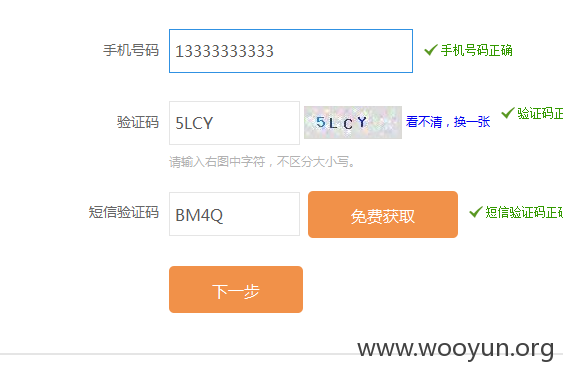 手机号码 13333333333 手机号码正确
验证码 5LCY 5LCY 看不清，换一张 验证码正
请输入右图中字符，不区分大小写。
短信验证码 BM4Q 免费获取 短信验证码正确
下一步
www.wooyun.org